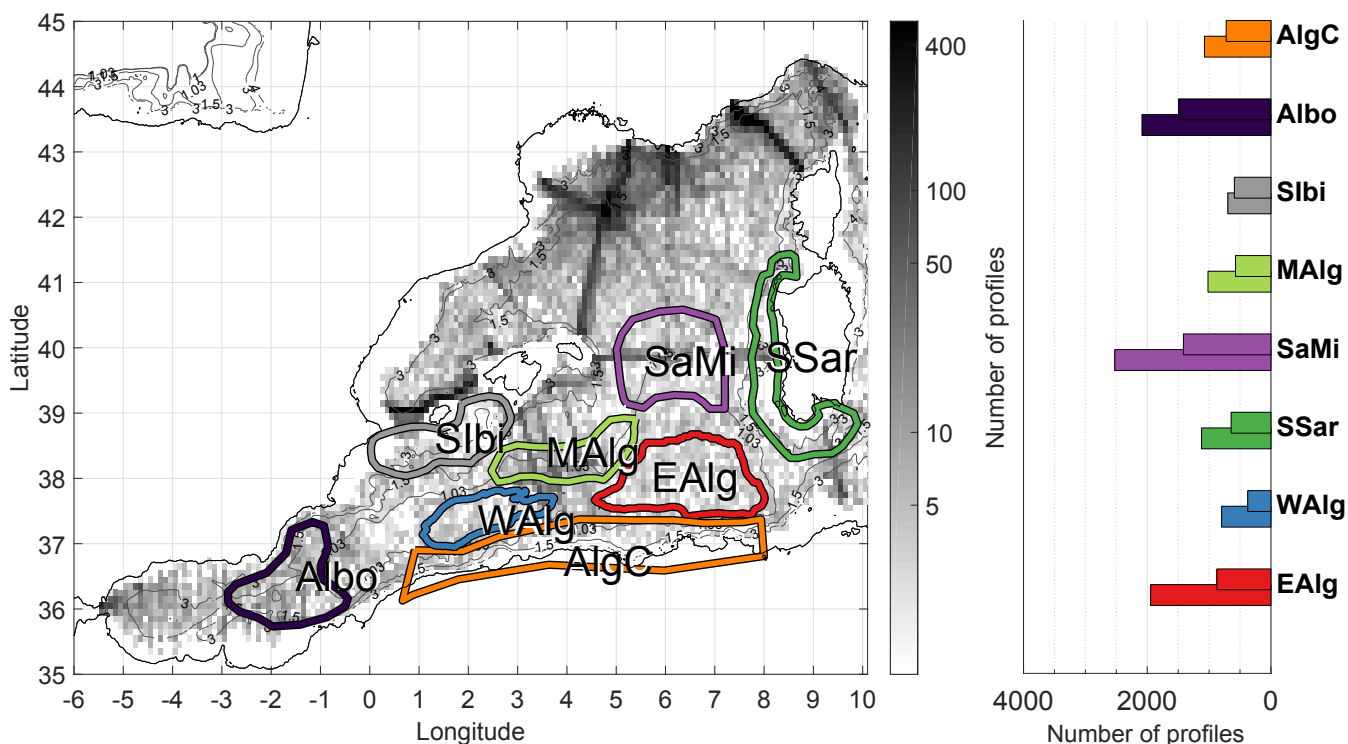 45
44
43
42
41
40
39
38
37
36
35
Latitude
-6 -5 -4 -3 -2 -1 0 1 2 3 4 5 6 7 8 9 10
Longitude
SaMi
SSar
SIbi
MAlg
EAlg
WAlg
AlgC
Albo
400
100
50
10
5
Number of profiles
AlgC
Albo
SIbi
MAlg
SaMi
SSar
WAlg
EAlg
4000 2000 0
Number of profiles